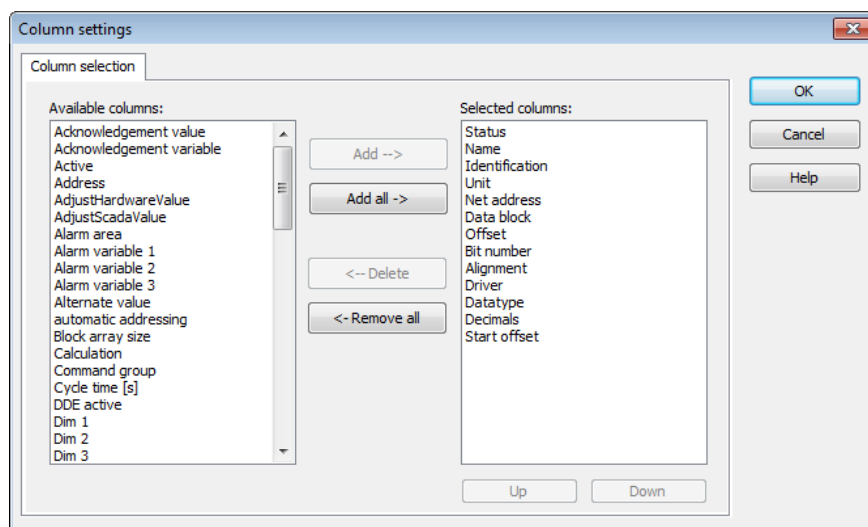 Column settings
Column selection
Available columns:
Acknowledgement value
Acknowledgement variable
Active
Address
AdjustHardwareValue
AdjustScadaValue
Alarm area
Alarm variable 1
Alarm variable 2
Alarm variable 3
Alternate value
automatic addressing
Block array size
Calculation
Command group
Cycle time [s]
DDE active
Dim 1
Dim 2
Dim 3
Add -->
Add all ->
<-- Delete
<- Remove all
Selected columns:
Status
Name
Identification
Unit
Net address
Data block
Offset
Bit number
Alignment
Driver
Datatype
Decimals
Start offset
Up
Down
OK
Cancel
Help